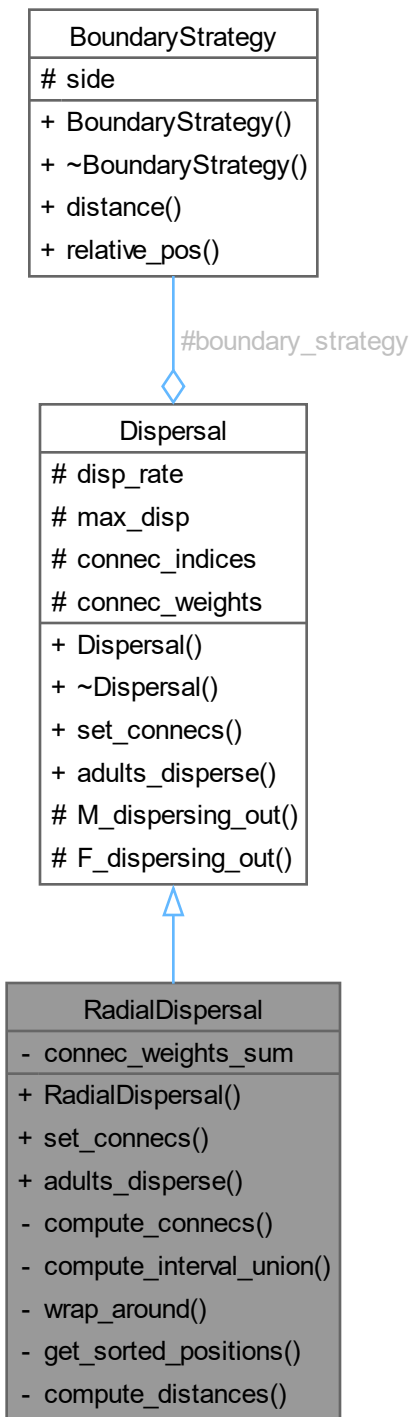 BoundaryStrategy
# side
+ BoundaryStrategy()
+ ~BoundaryStrategy()
+ distance()
+ relative_pos()
#boundary_strategy
Dispersal
# disp_rate
# max_disp
# connec_indices
# connec_weights
+ Dispersal()
+ ~Dispersal()
+ set_connecs()
+ adults_disperse()
# M_dispersing_out()
# F_dispersing_out()
RadialDispersal
- connec_weights_sum
+ RadialDispersal()
+ set_connecs()
+ adults_disperse()
- compute_connecs()
- compute_interval_union()
- wrap_around()
- get_sorted_positions()
- compute_distances()